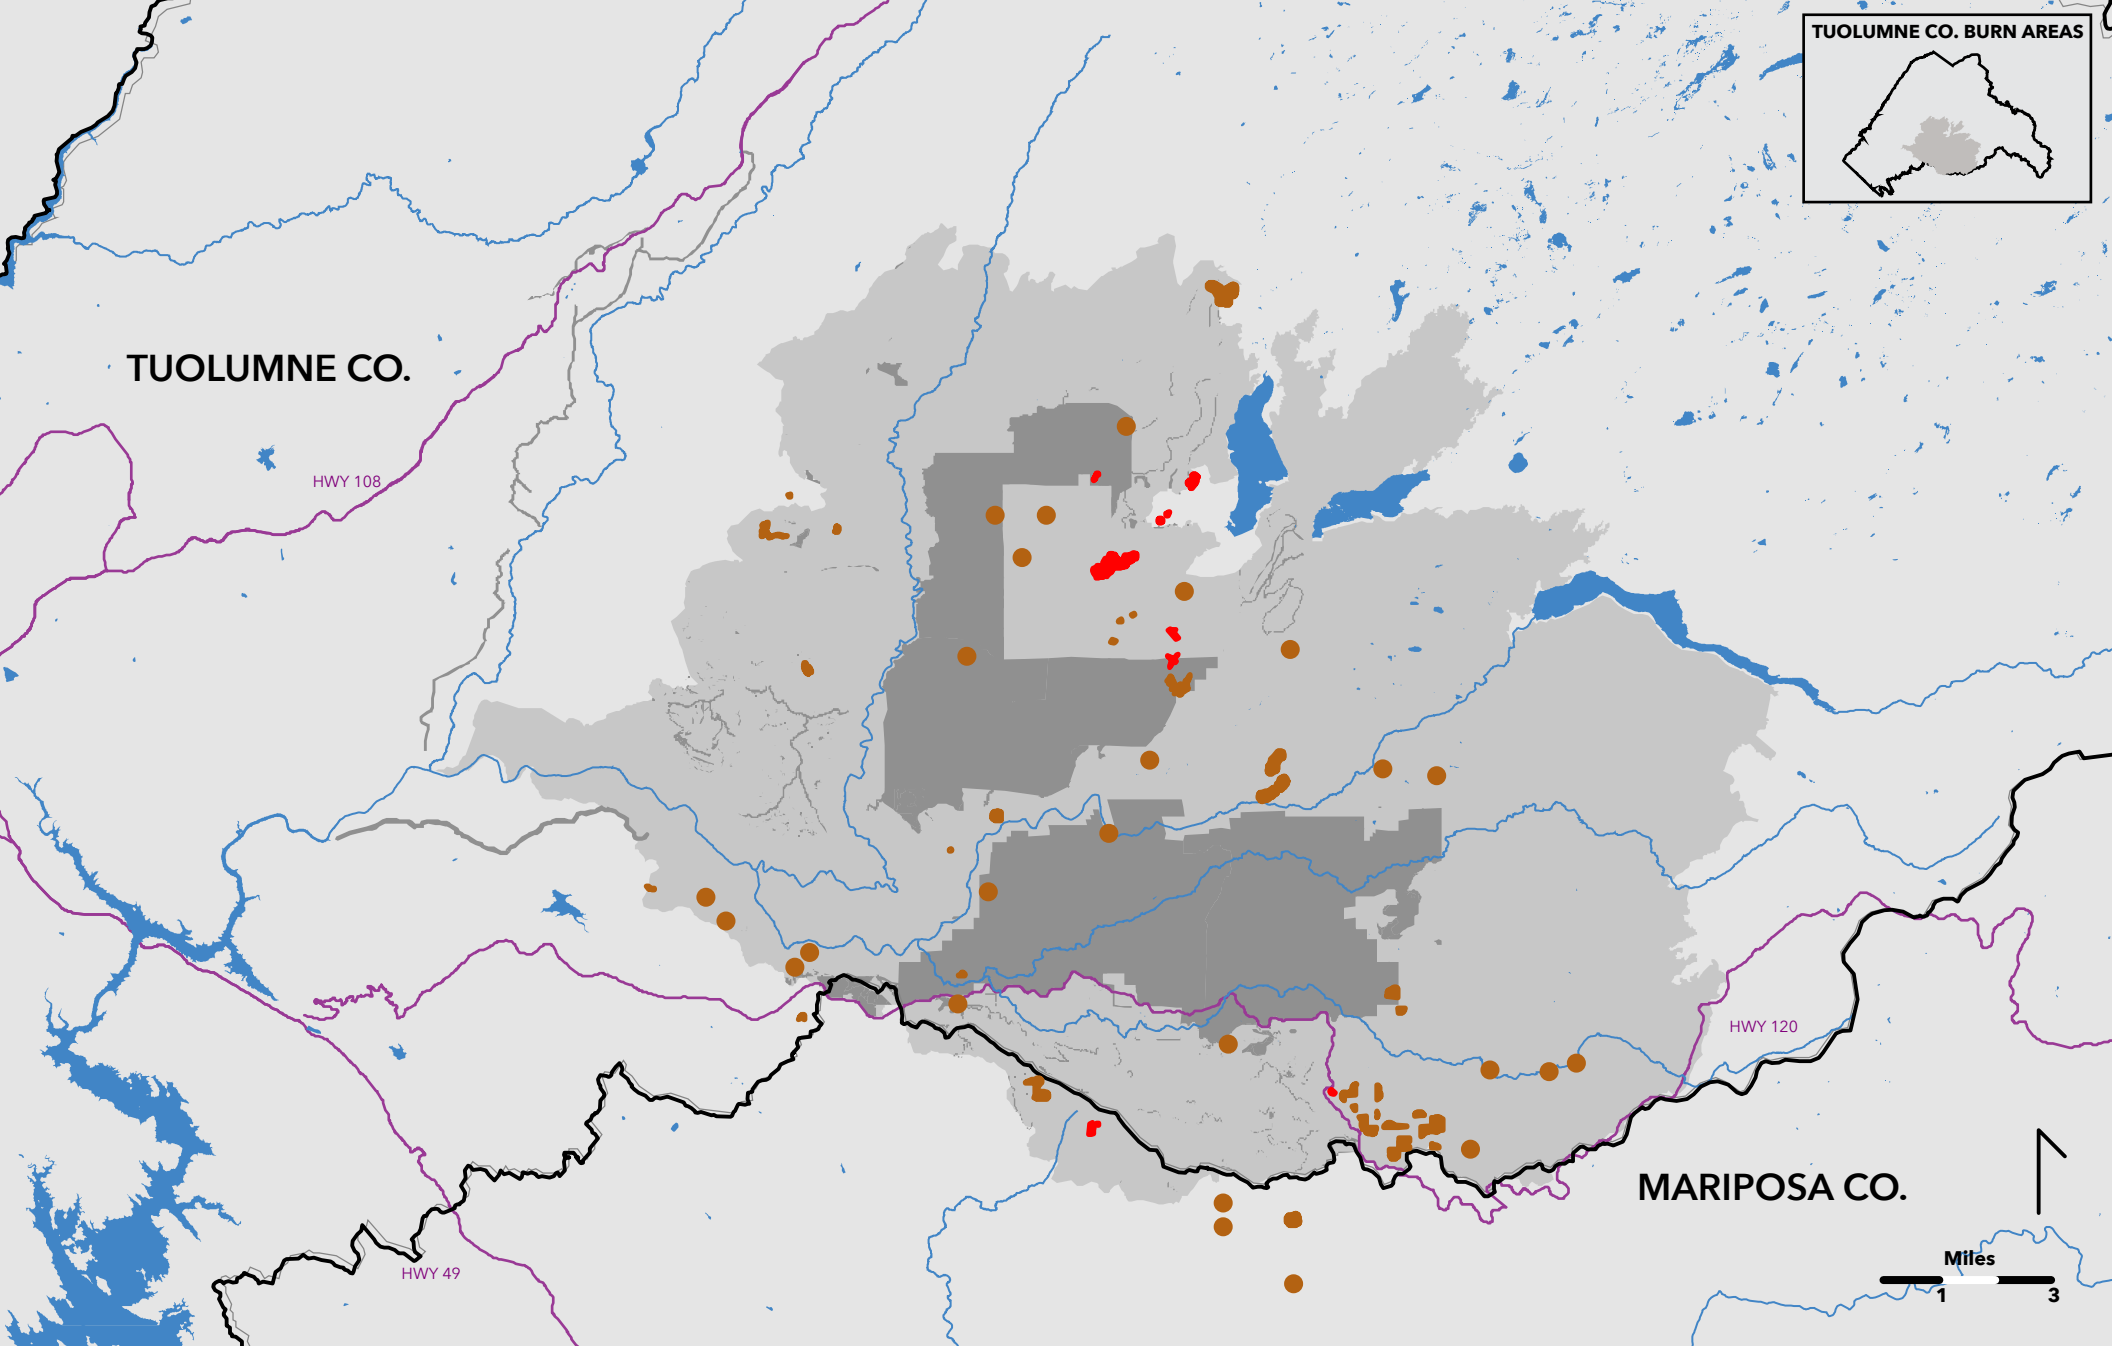 TUOLUMNE CO. BURN AREAS
TUOLUMNE CO.
HWY 108
HWY 120
MARIPOSA CO.
HWY 49
Miles
1 3